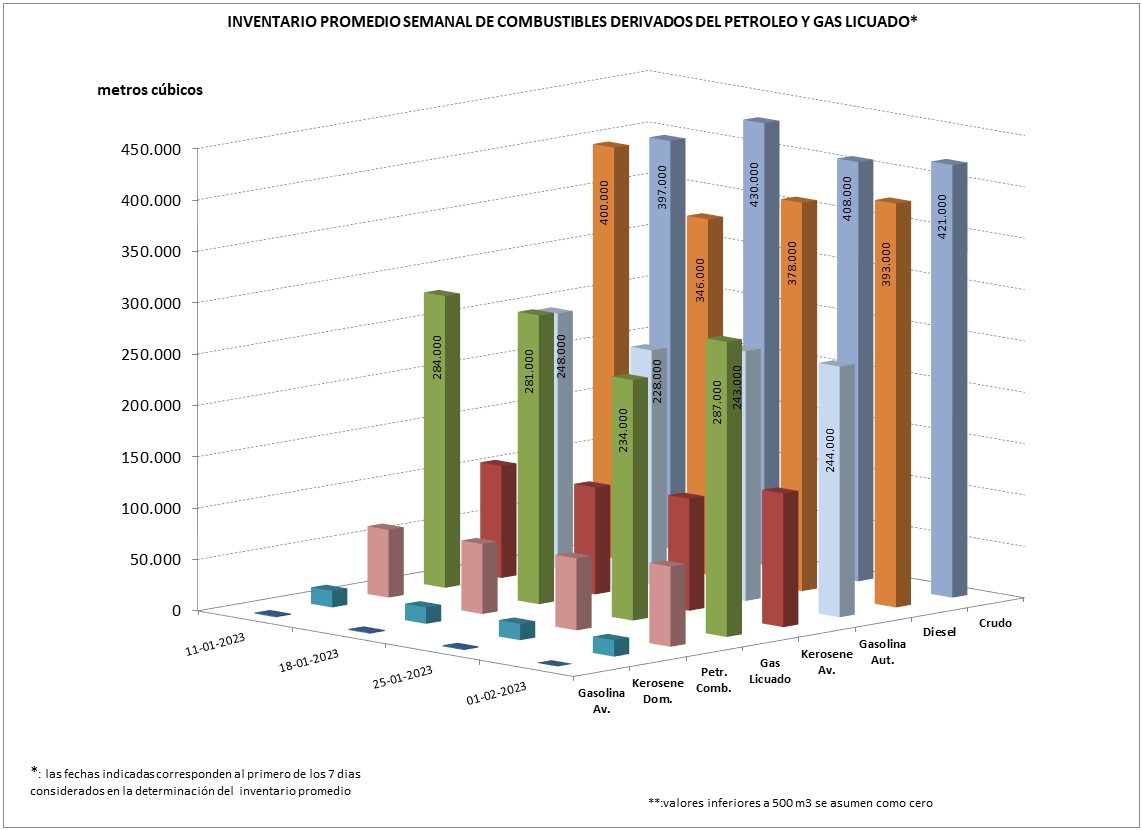 INVENTARIO PROMEDIO SEMANAL DE COMBUSTIBLES DERIVADOS DEL PETROLEO Y GAS LICUADO*
metros cúbicos
450.000
400.000
350.000
300.000
250.000
200.000
150.000
100.000
50.000
0
400.000
397.000
430.000
408.000
421.000
346.000
378.000
393.000
284.000
281.000
248.000
234.000
228.000
287.000
243.000
244.000
11-01-2023
18-01-2023
25-01-2023
01-02-2023
Gasolina
Av.
Kerosene
Dom.
Petr.
Comb.
Gas
Licuado
Kerosene
Av.
Gasolina
Aut.
Diesel
Crudo
*: las fechas indicadas corresponden al primero de los 7 dias
considerados en la determinación del inventario promedio
**:valores inferiores a 500 m3 se asumen como cero